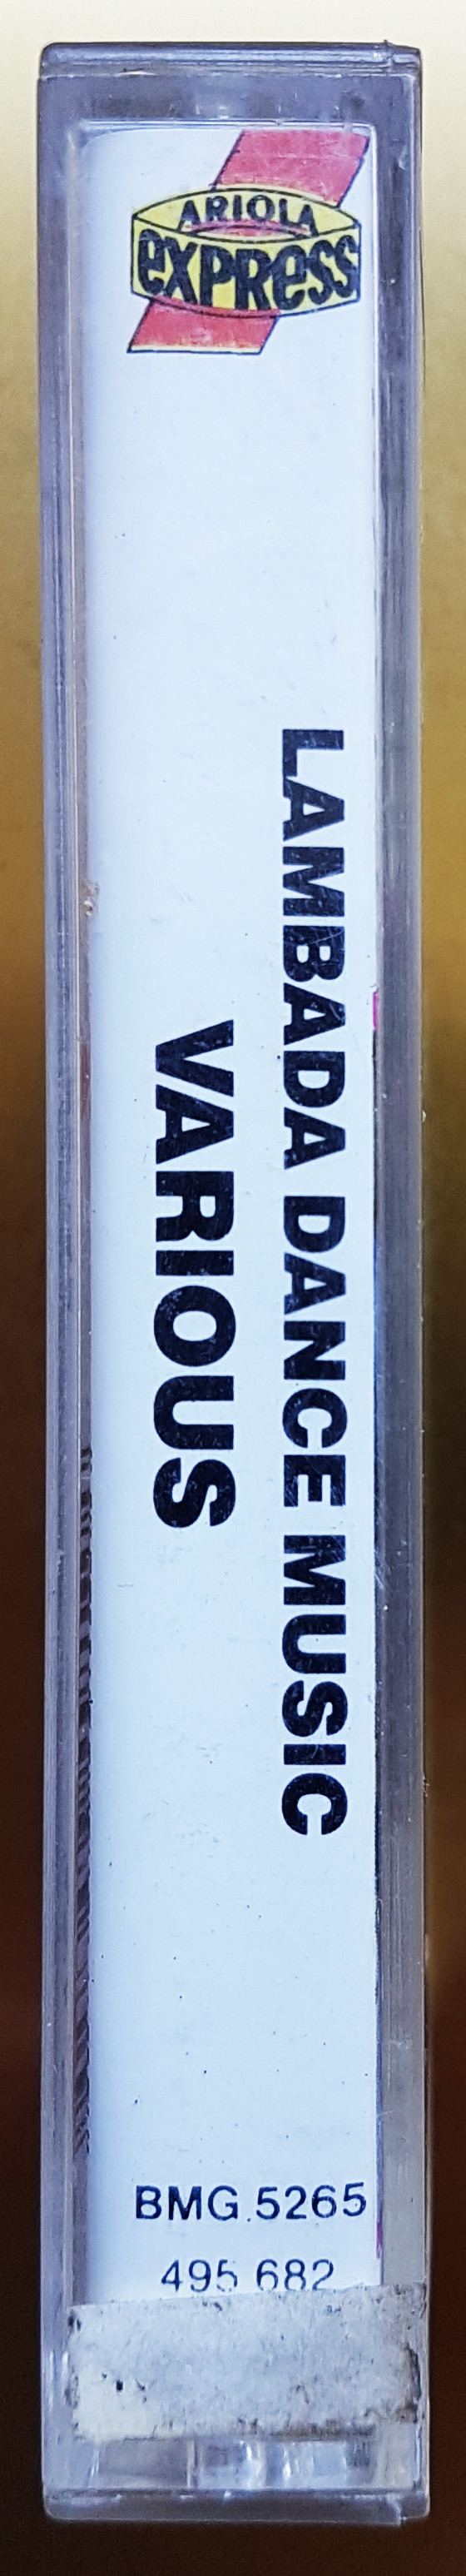 ARIOLA
eXPRess
LAMBADA DANCE MUSIC
VARIOUS
BMG.5265
495 682